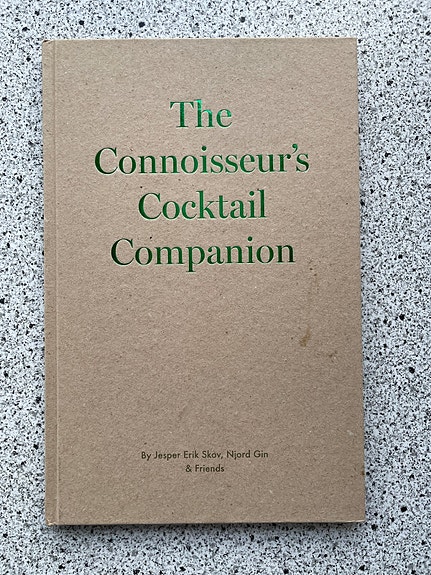 The
Connoisseur’s
Cocktail
Companion
By Jesper Erik Skov, Njord Gin
& Friends